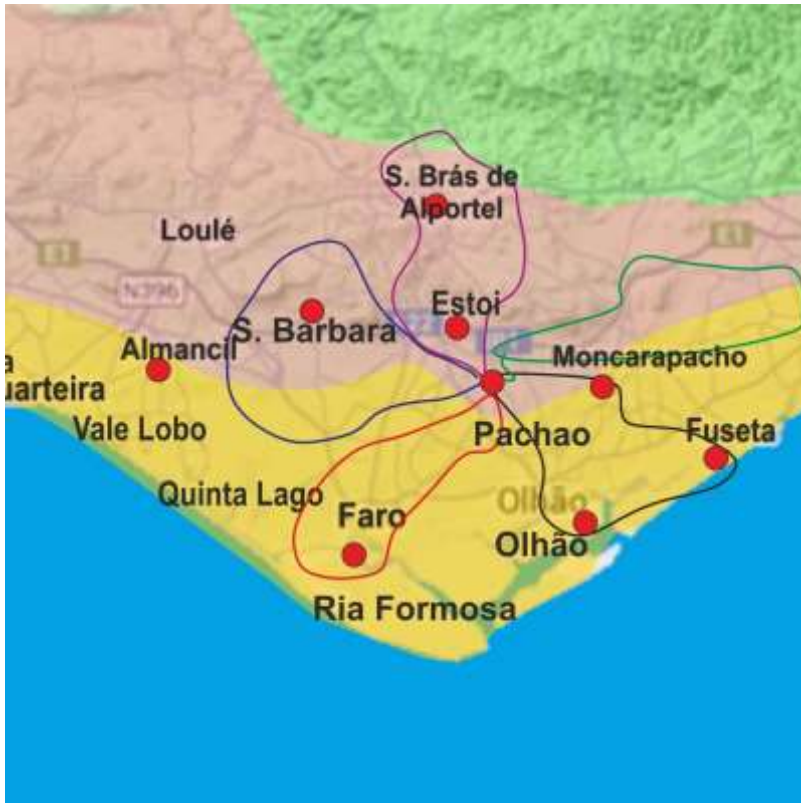 S. Brás de
Alportel
Loulé
E1
E1
N396
Estoi
S. Barbara
Almancil
Moncarapacho
a
uarteira
Vale Lobo
Pachao
Fuseta
Quinta Lago
Olhão
Faro
Olhão
Ria Formosa